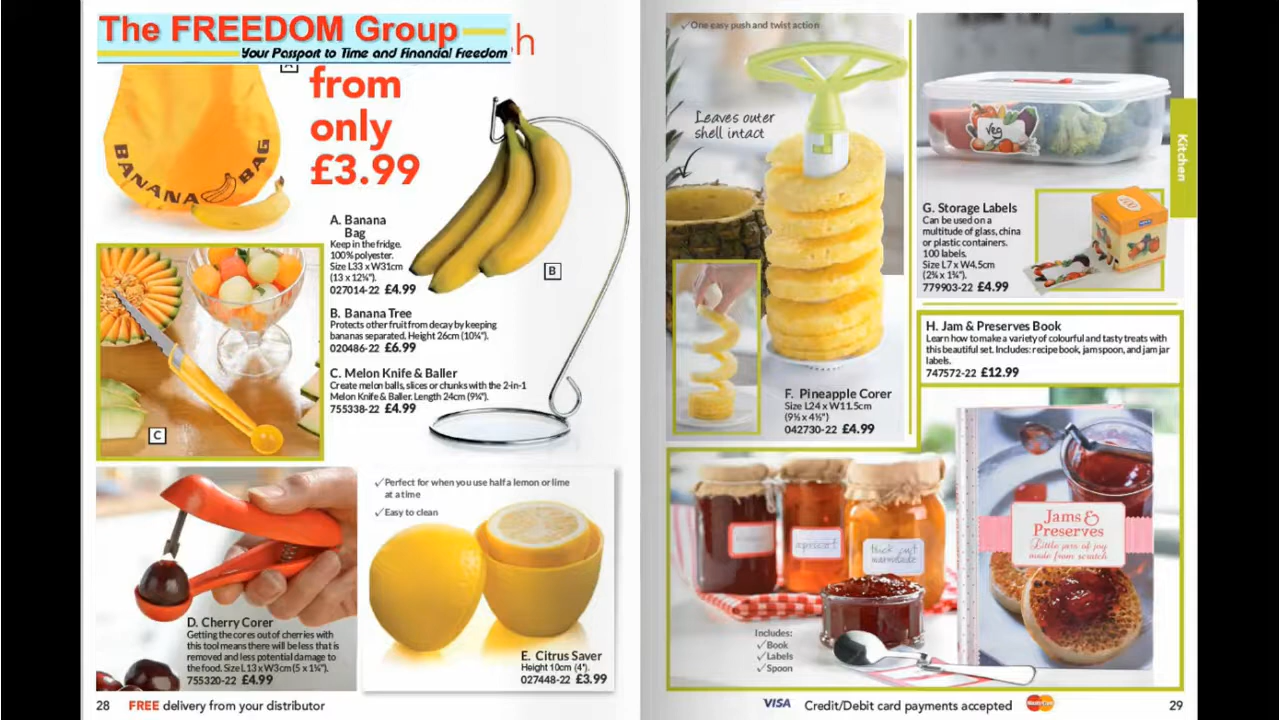 The FREEDOM Group
Your Passport to Time and Financial Freedom
h
from
only
£3.99
A
BANANA BAG
A. Banana
Bag
Keep in the fridge.
100% polyester.
Size L33 x W31cm
(13 x 12¼").
027014-22 £4.99
B
B. Banana Tree
Protects other fruit from decay by keeping
bananas separated. Height 26cm (10¼").
020486-22 £6.99
C. Melon Knife & Baller
Create melon balls, slices or chunks with the 2-in-1
Melon Knife & Baller. Length 24cm (9½").
755338-22 £4.99
C
D. Cherry Corer
Getting the cores out of cherries with
this tool means there will be less that is
removed and less potential damage to
the food. Size L13 x W3cm (5 x 1¼").
755320-22 £4.99
✓Perfect for when you use half a lemon or lime
at a time
✓Easy to clean
E. Citrus Saver
Height 10cm (4").
027448-22 £3.99
28 FREE delivery from your distributor
✓One easy push and twist action
Leaves outer
shell intact
F. Pineapple Corer
Size L24 x W11.5cm
(9½ x 4½")
042730-22 £4.99
veg
Kitchen
G. Storage Labels
Can be used on a
multitude of glass, china
or plastic containers.
100 labels.
Size L7 x W4.5cm
(2¾ x 1¾").
779903-22 £4.99
100
H. Jam & Preserves Book
Learn how to make a variety of colourful and tasty treats with
this beautiful set. Includes: recipe book, jam spoon, and jam jar
labels.
747572-22 £12.99
apricot
thick cut
marmalade
Jams &
Preserves
Little jars of joy
made from scratch
Includes:
✓Book
✓Labels
✓Spoon
VISA Credit/Debit card payments accepted MasterCard 29